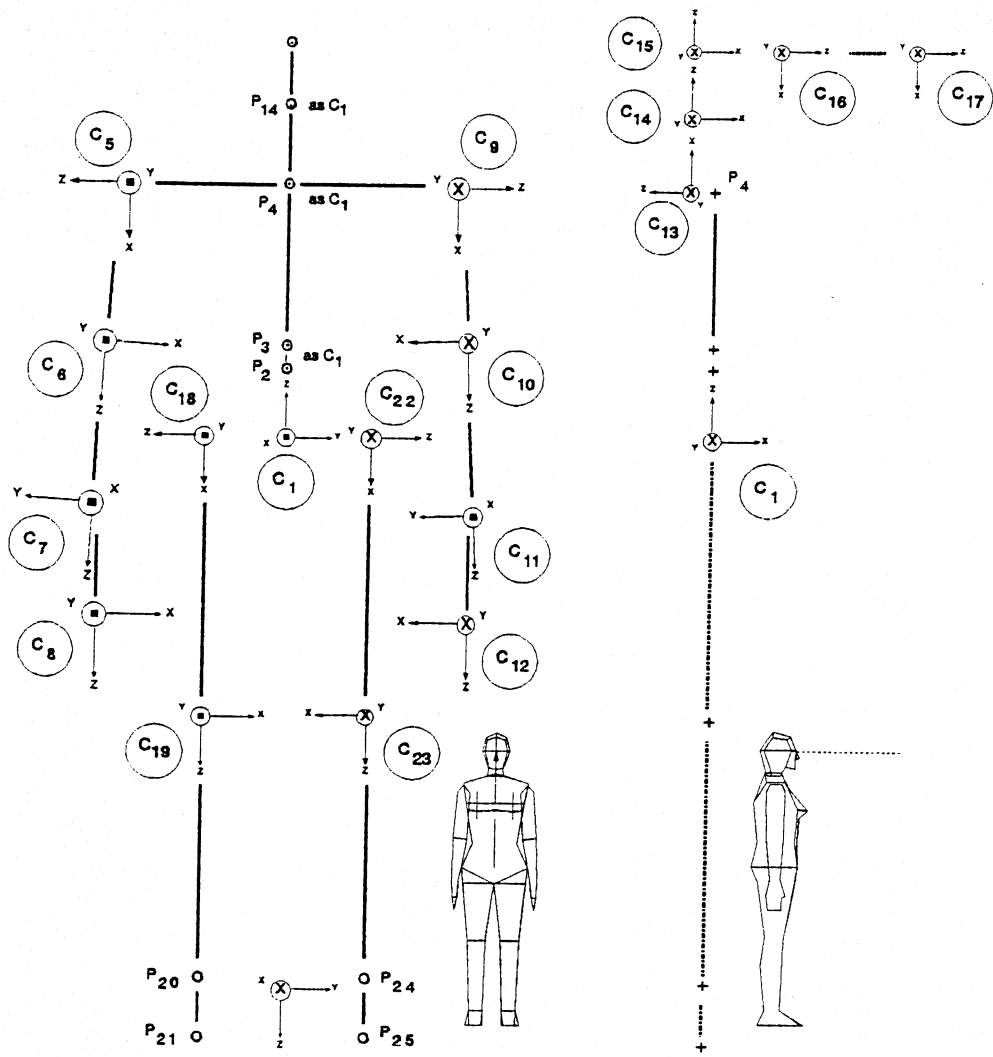 P14 as C1
C5
Z
Y
X
P4 as C1
C9
Y
Z
X
C6
Y
X
Z
P3
P2
as C1
Z
X
Y
C1
C10
Y
X
Z
C18
Z
Y
X
C22
Y
Z
X
C7
Y
X
Z
C11
Y
X
Z
C8
Y
X
Z
C12
X
Y
Z
C19
Y
X
Z
C23
X
Y
Z
P20
P21
X
Y
Z
P24
P25
C15
Z
Y
X
C16
Y
Z
X
C17
Y
Z
X
C14
Z
Y
X
C13
X
Z
Y
P4
Z
Y
X
C1